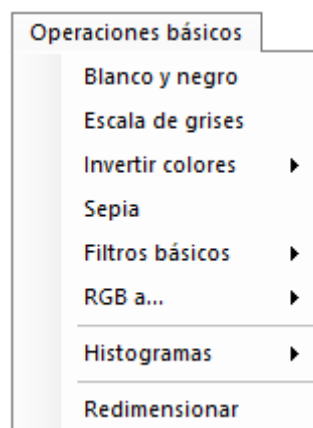 Operaciones básicos
Blanco y negro
Escala de grises
Invertir colores
Sepia
Filtros básicos
RGB a...
Histogramas
Redimensionar